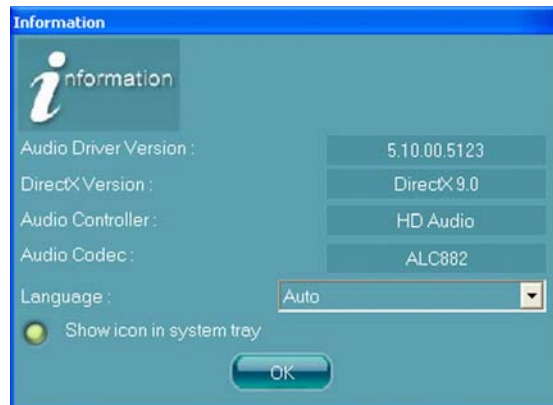 Information
information
Audio Driver Version : 5.10.00.5123
DirectX Version : DirectX 9.0
Audio Controller : HD Audio
Audio Codec : ALC882
Language : Auto
Show icon in system tray
OK